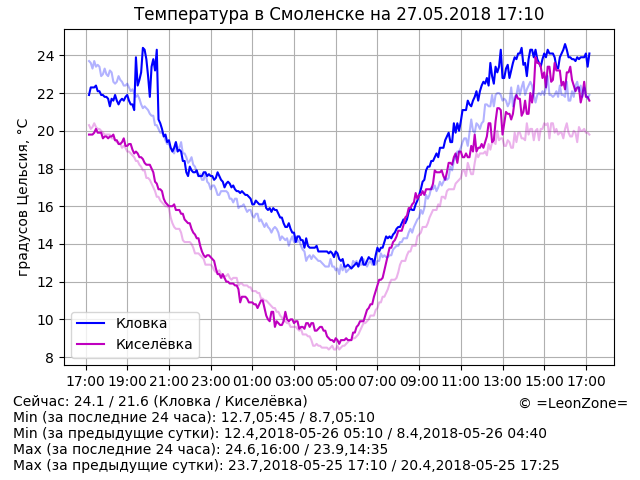 Температура в Смоленске на 27.05.2018 17:10
градусов Цельсия, °C
24
22
20
18
16
14
12
10
8
Кловка
Киселёвка
17:00 19:00 21:00 23:00 01:00 03:00 05:00 07:00 09:00 11:00 13:00 15:00 17:00
Сейчас: 24.1 / 21.6 (Кловка / Киселёвка)
© =LeonZone=
Min (за последние 24 часа): 12.7,05:45 / 8.7,05:10
Min (за предыдущие сутки): 12.4,2018-05-26 05:10 / 8.4,2018-05-26 04:40
Max (за последние 24 часа): 24.6,16:00 / 23.9,14:35
Max (за предыдущие сутки): 23.7,2018-05-25 17:10 / 20.4,2018-05-25 17:25